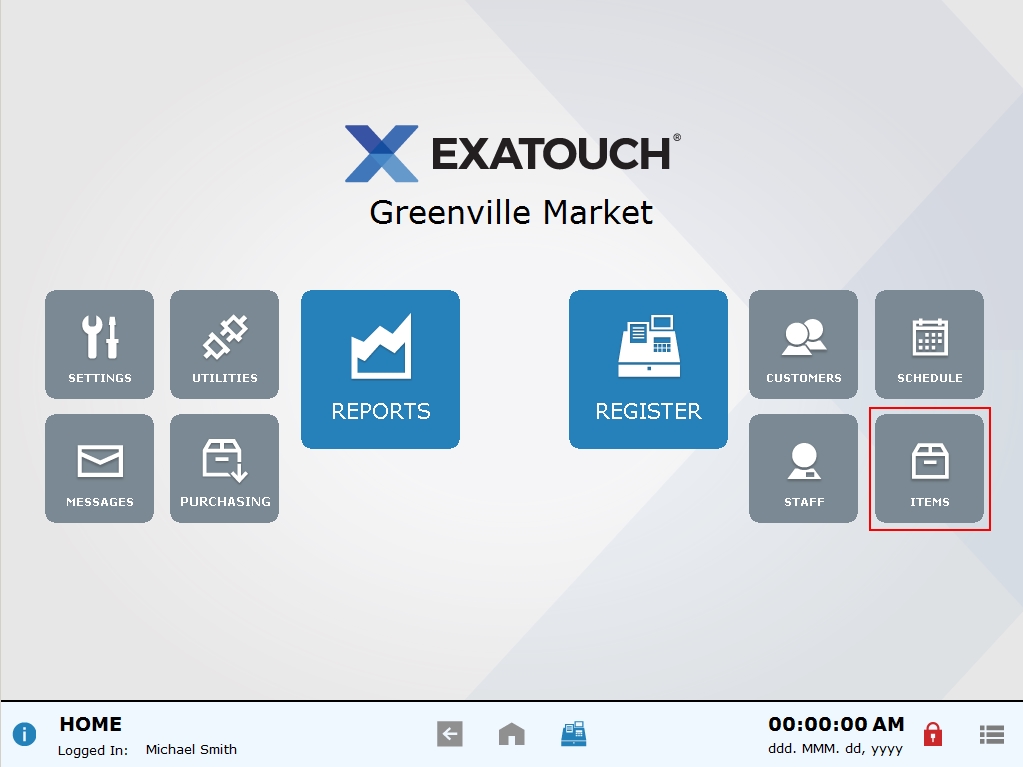 EXATOUCH®
Greenville Market
SETTINGS
UTILITIES
REPORTS
REGISTER
CUSTOMERS
SCHEDULE
MESSAGES
PURCHASING
STAFF
ITEMS
HOME
Logged In: Michael Smith
00:00:00 AM
ddd. MMM. dd, yyyy